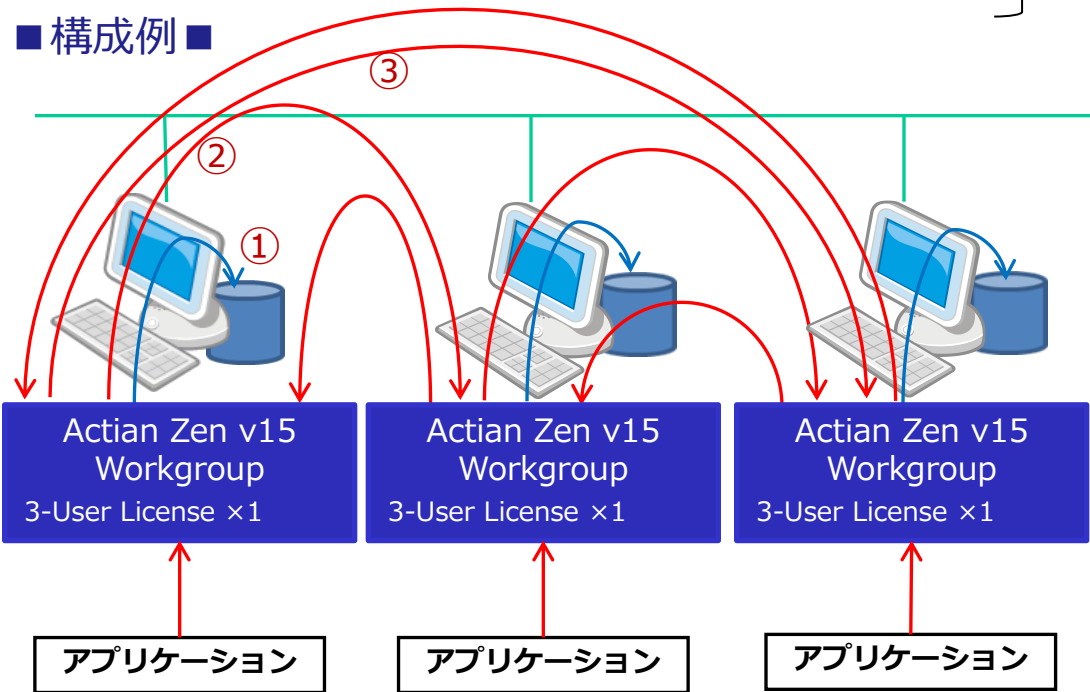 ■構成例■
③
②
①
Actian Zen v15
Workgroup
3-User License ×1
Actian Zen v15
Workgroup
3-User License ×1
Actian Zen v15
Workgroup
3-User License ×1
アプリケーション
アプリケーション
アプリケーション